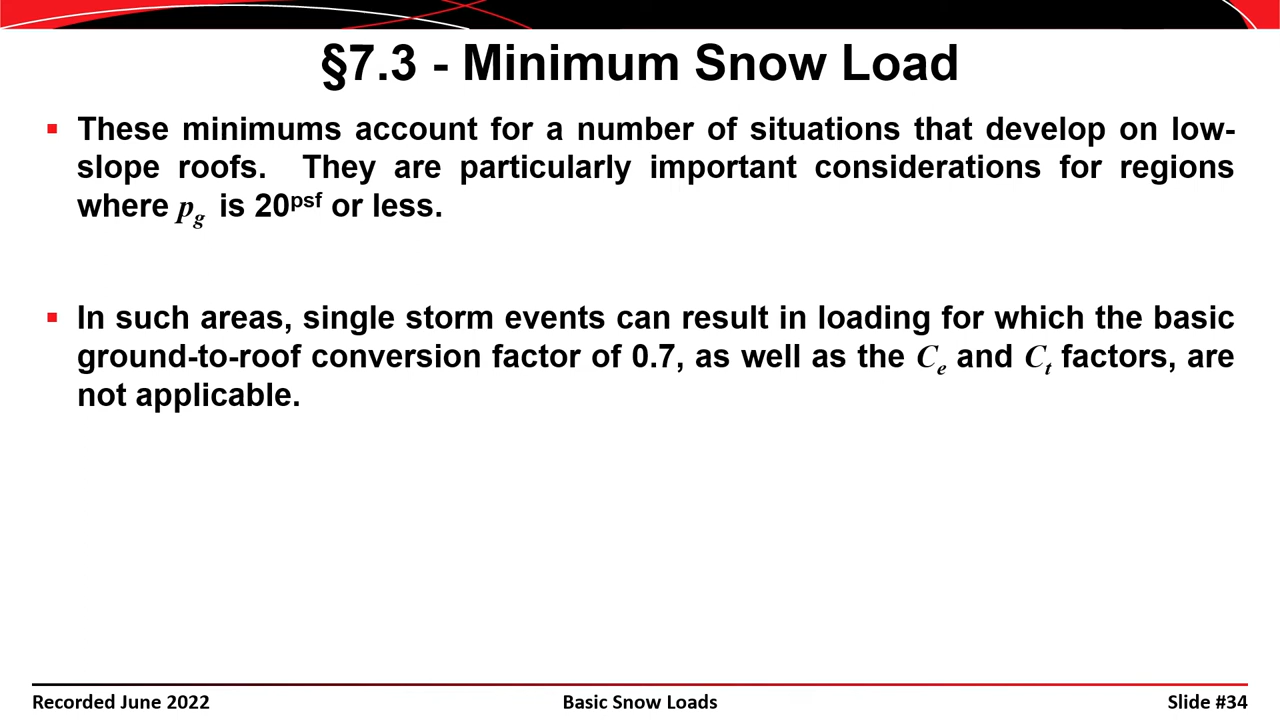 §7.3 - Minimum Snow Load
▪ These minimums account for a number of situations that develop on low-
slope roofs. They are particularly important considerations for regions
where pg is 20psf or less.
▪ In such areas, single storm events can result in loading for which the basic
ground-to-roof conversion factor of 0.7, as well as the Ce and Ct factors, are
not applicable.
Recorded June 2022 Basic Snow Loads Slide #34